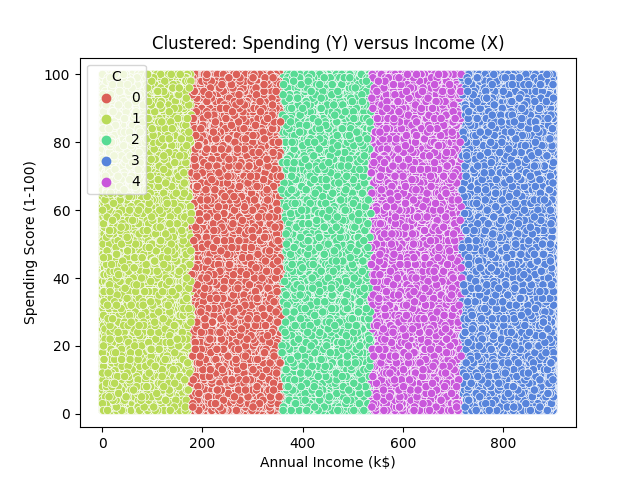 Clustered: Spending (Y) versus Income (X)
Spending Score (1-100)
100
80
60
40
20
0
C
0
1
2
3
4
0 200 400 600 800
Annual Income (k$)